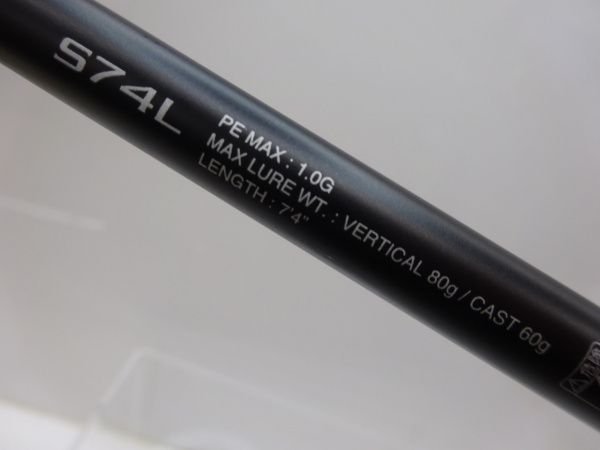 S74L
PE MAX : 1.0G
MAX LURE WT. : VERTICAL 80g / CAST 60g
LENGTH : 7'4"